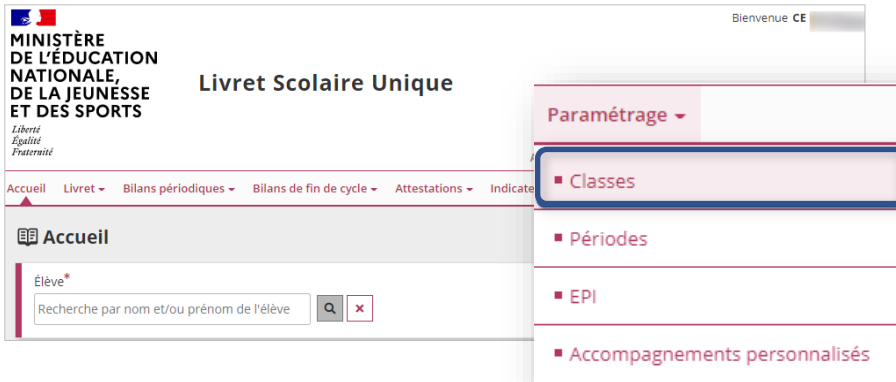 Bienvenue CE
MINISTÈRE
DE L'ÉDUCATION
NATIONALE,
DE LA JEUNESSE
ET DES SPORTS
Liberté
Égalité
Fraternité
Livret Scolaire Unique
Accueil Livret Bilans périodiques Bilans de fin de cycle Attestations
Accueil
Élève*
Recherche par nom et/ou prénom de l'élève
Paramétrage
Classes
Périodes
EPI
Accompagnements personnalisés